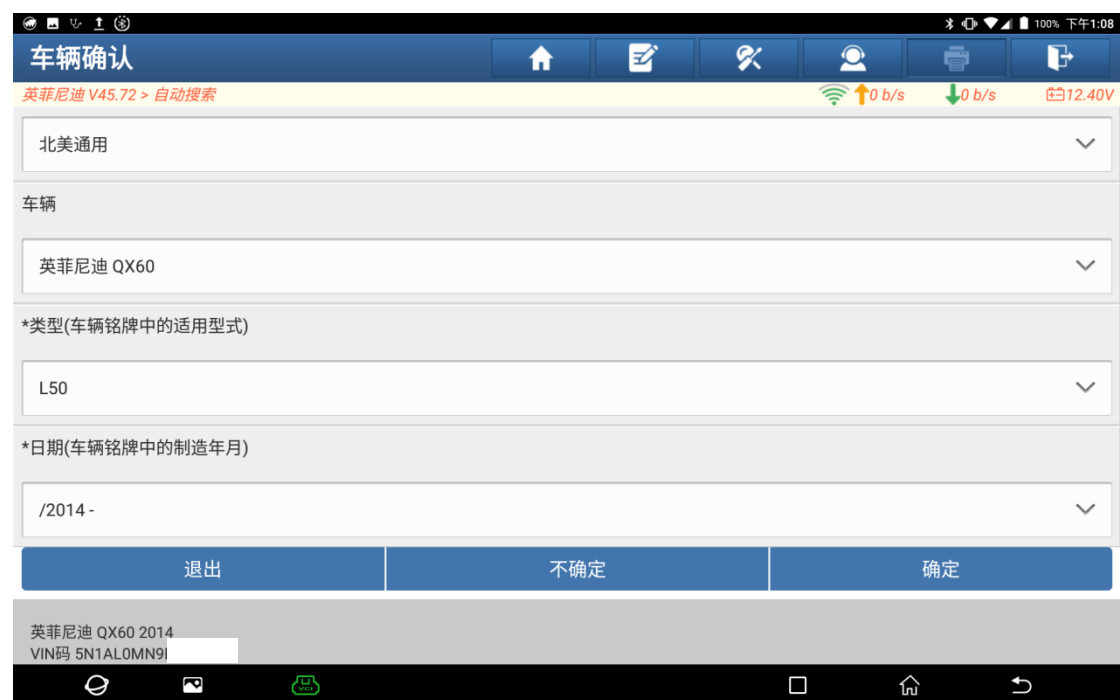 100% 下午1:08
车辆确认
英菲尼迪 V45.72 > 自动搜索 0 b/s 0 b/s 12.40V
北美通用
车辆
英菲尼迪 QX60
*类型(车辆铭牌中的适用型式)
L50
*日期(车辆铭牌中的制造年月)
/2014 -
退出 不确定 确定
英菲尼迪 QX60 2014
VIN码 5N1AL0MN9
VCI